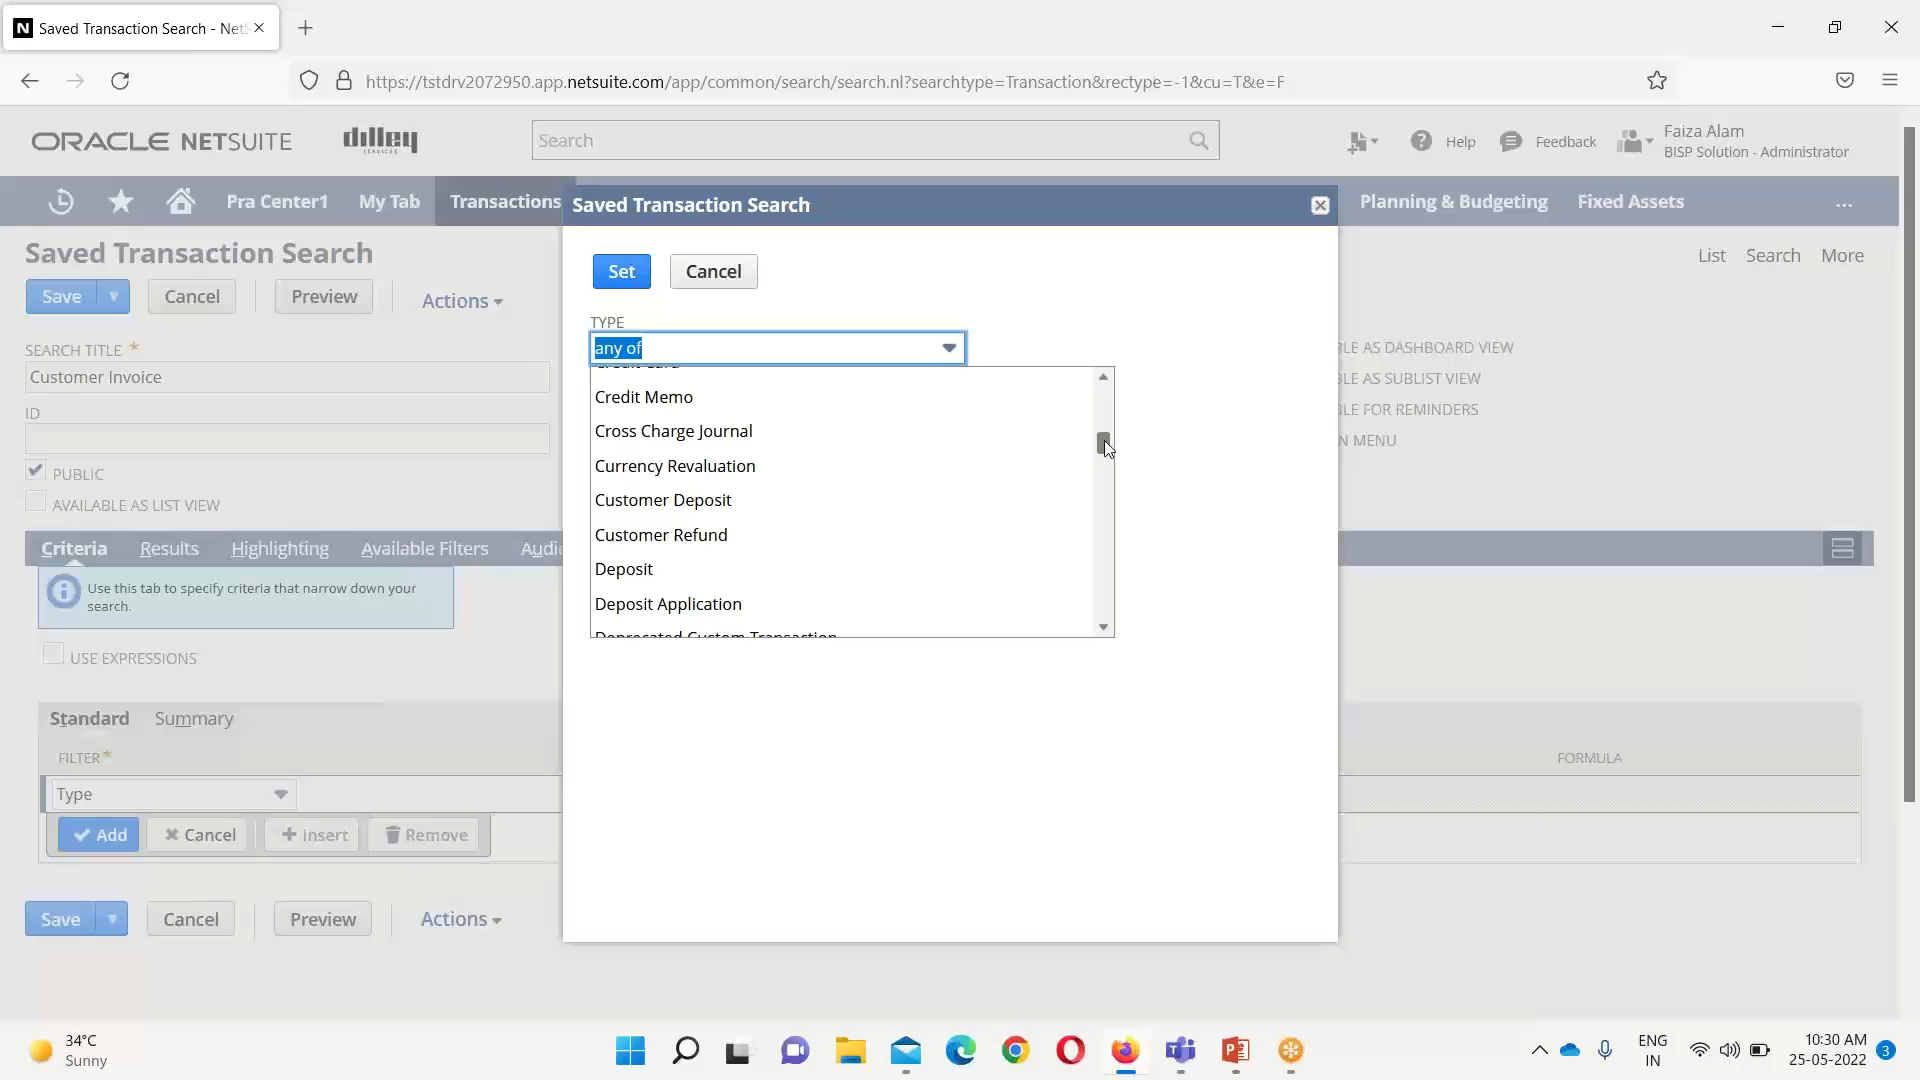 Saved Transaction Search - Net
https://tstdrv2072950.app.netsuite.com/app/common/search/search.nl?searchtype=Transaction&rectype=-1&cu=T&e=F
ORACLE NETSUITE
dilley
SERVICES
Search
Help
Feedback
Faiza Alam
BISP Solution - Administrator
Pra Center1
My Tab
Transactions
Planning & Budgeting
Fixed Assets
...
Saved Transaction Search
Saved Transaction Search
List
Search
More
Save
Cancel
Preview
Actions
Set
Cancel
SEARCH TITLE *
Customer Invoice
ID
PUBLIC
AVAILABLE AS LIST VIEW
TYPE
any of
Credit Card
Credit Memo
Cross Charge Journal
Currency Revaluation
Customer Deposit
Customer Refund
Deposit
Deposit Application
Deprecated Custom Transaction
LE AS DASHBOARD VIEW
LE AS SUBLIST VIEW
LE FOR REMINDERS
N MENU
Criteria
Results
Highlighting
Available Filters
Audie
Use this tab to specify criteria that narrow down your
search.
USE EXPRESSIONS
Standard
Summary
FILTER *
FORMULA
Type
Add
Cancel
Insert
Remove
Save
Cancel
Preview
Actions
34°C
Sunny
ENG
IN
10:30 AM
25-05-2022
3